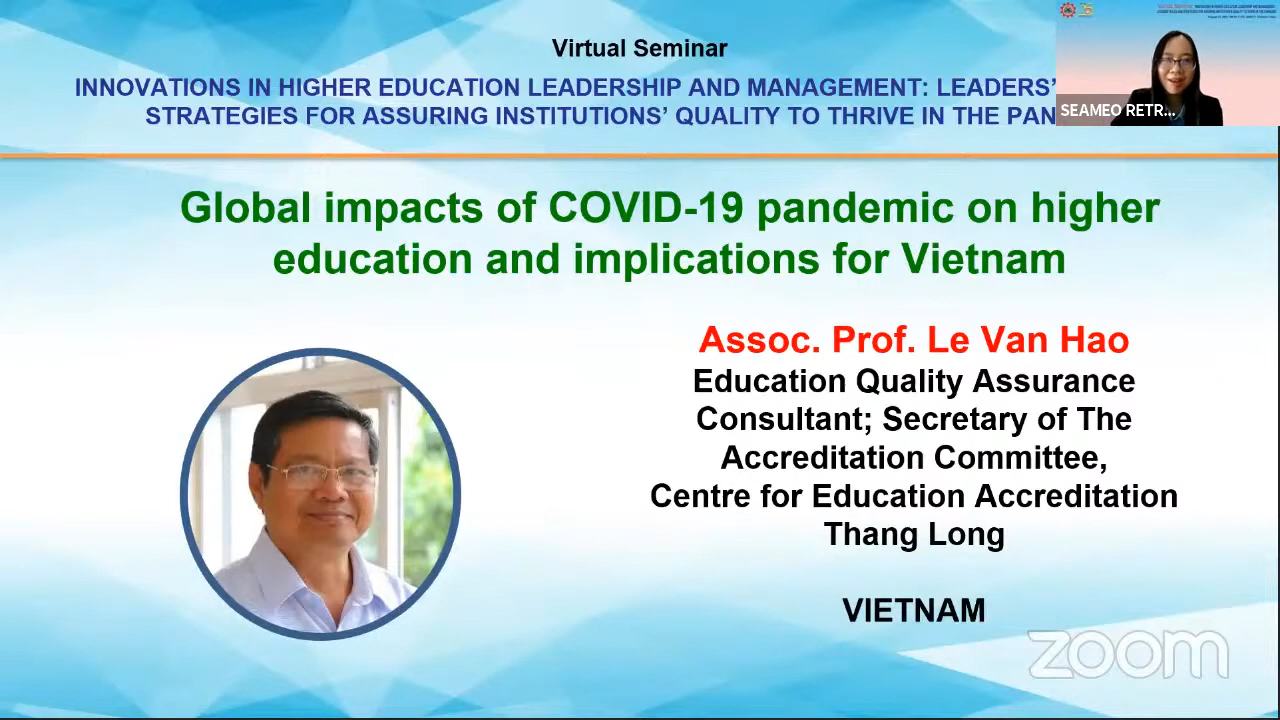 Virtual Seminar
INNOVATIONS IN HIGHER EDUCATION LEADERSHIP AND MANAGEMENT: LEADERS'
STRATEGIES FOR ASSURING INSTITUTIONS' QUALITY TO THRIVE IN THE PAN
SEAMEO RETR...
Global impacts of COVID-19 pandemic on higher
education and implications for Vietnam
Assoc. Prof. Le Van Hao
Education Quality Assurance
Consultant; Secretary of The
Accreditation Committee,
Centre for Education Accreditation
Thang Long
VIETNAM
zoom